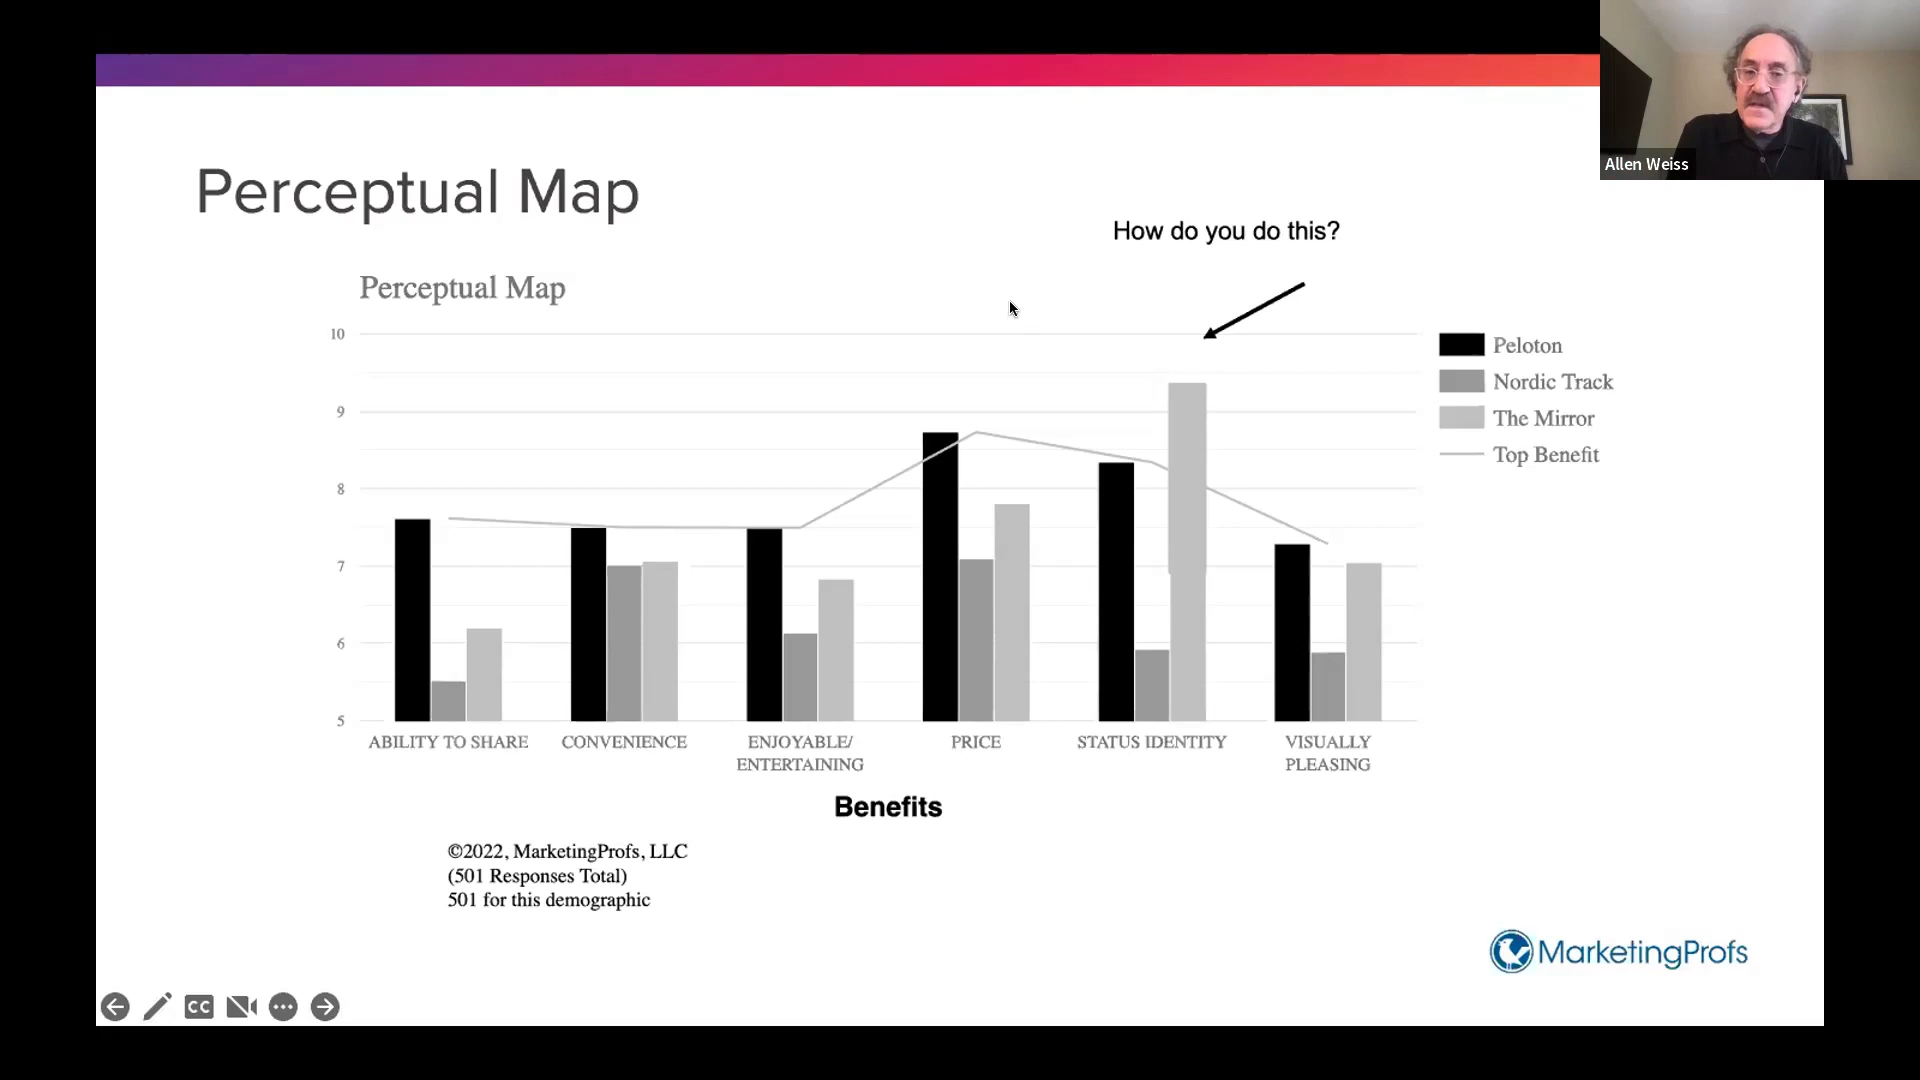 Allen Weiss
Perceptual Map
How do you do this?
Perceptual Map
10
9
8
7
6
5
Peloton
Nordic Track
The Mirror
Top Benefit
ABILITY TO SHARE
CONVENIENCE
ENJOYABLE/
ENTERTAINING
PRICE
STATUS IDENTITY
VISUALLY
PLEASING
Benefits
©2022, MarketingProfs, LLC
(501 Responses Total)
501 for this demographic
MarketingProfs
CC